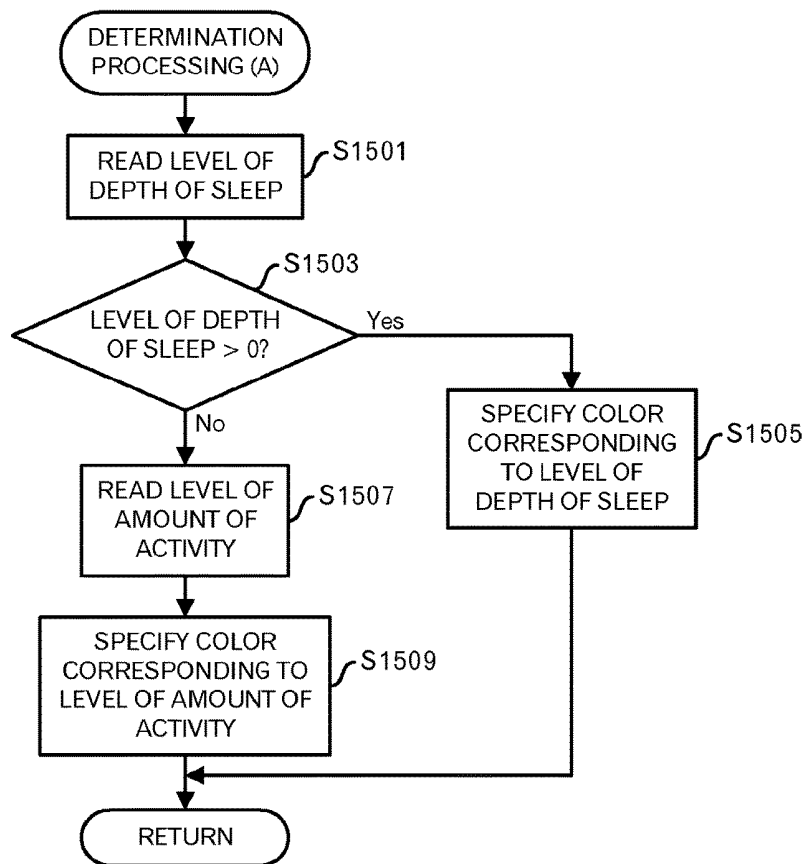 DETERMINATION
PROCESSING (A)
READ LEVEL OF
DEPTH OF SLEEP
S1501
LEVEL OF DEPTH
OF SLEEP > 0?
S1503
Yes
No
SPECIFY COLOR
CORRESPONDING
TO LEVEL OF
DEPTH OF SLEEP
S1505
READ LEVEL OF
AMOUNT OF
ACTIVITY
S1507
SPECIFY COLOR
CORRESPONDING TO
LEVEL OF AMOUNT OF
ACTIVITY
S1509
RETURN